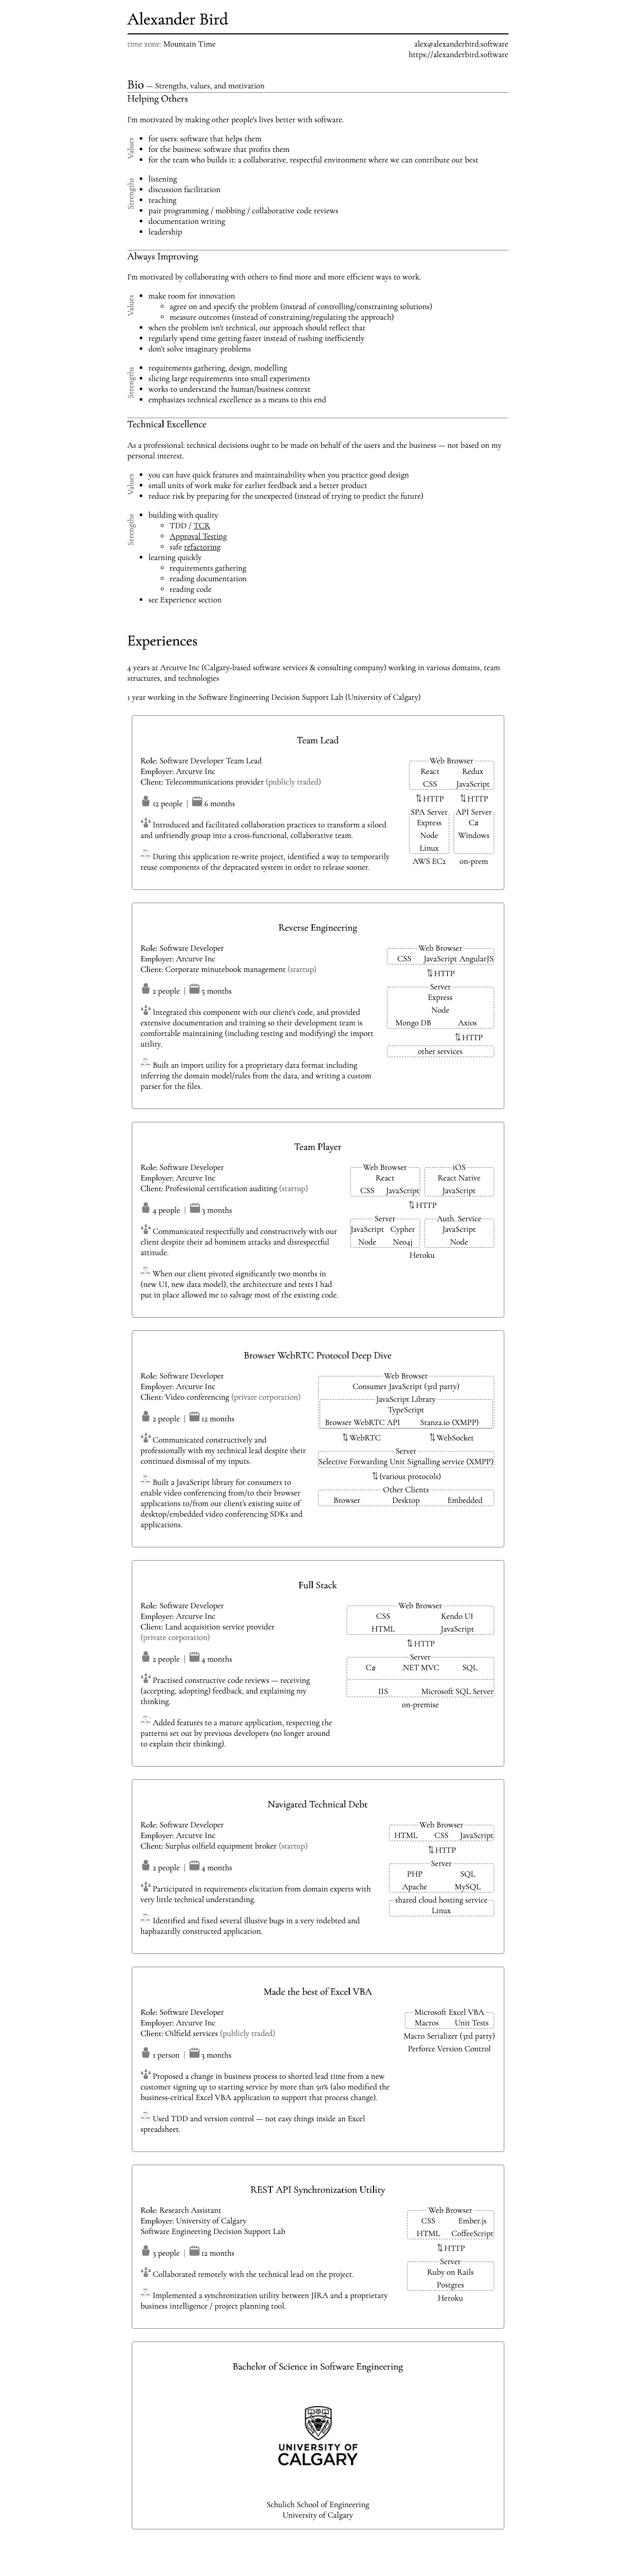 Alexander Bird
time zone: Mountain Time
alex@alexanderbird.software
https://alexanderbird.software
Bio — Strengths, values, and motivation
Helping Others
I'm motivated by making other people's lives better with software.
Values
• for users: software that helps them
• for the business: software that profits them
• for the team who builds it: a collaborative, respectful environment where we can contribute our best
Strengths
• listening
• discussion facilitation
• teaching
• pair programming / mobbing / collaborative code reviews
• documentation writing
• leadership
Always Improving
I'm motivated by collaborating with others to find more and more efficient ways to work.
Values
• make room for innovation
◦ agree on and specify the problem (instead of controlling/constraining solutions)
◦ measure outcomes (instead of constraining/regulating the approach)
• when the problem isn't technical, our approach should reflect that
• regularly spend time getting faster instead of rushing inefficiently
• don't solve imaginary problems
Strengths
• requirements gathering, design, modelling
• slicing large requirements into small experiments
• works to understand the human/business context
• emphasizes technical excellence as a means to this end
Technical Excellence
As a professional: technical decisions ought to be made on behalf of the users and the business — not based on my
personal interest.
Values
• you can have quick features and maintainability when you practice good design
• small units of work make for earlier feedback and a better product
• reduce risk by preparing for the unexpected (instead of trying to predict the future)
Strengths
• building with quality
◦ TDD / TCR
◦ Approval Testing
◦ safe refactoring
• learning quickly
◦ requirements gathering
◦ reading documentation
◦ reading code
• see Experience section
Experiences
4 years at Arcurve Inc (Calgary-based software services & consulting company) working in various domains, team
structures, and technologies
1 year working in the Software Engineering Decision Support Lab (University of Calgary)
Team Lead
Role: Software Developer Team Lead
Employer: Arcurve Inc
Client: Telecommunications provider (publicly traded)
12 people | 6 months
Introduced and facilitated collaboration practices to transform a siloed
and unfriendly group into a cross-functional, collaborative team.
During this application re-write project, identified a way to temporarily
reuse components of the depracated system in order to release sooner.
Web Browser
React Redux
CSS JavaScript
⇅ HTTP ⇅ HTTP
SPA Server API Server
Express C#
Node Windows
Linux
AWS EC2 on-prem
Reverse Engineering
Role: Software Developer
Employer: Arcurve Inc
Client: Corporate minutebook management (startup)
2 people | 5 months
Integrated this component with our client's code, and provided
extensive documentation and training so their development team is
comfortable maintaining (including testing and modifying) the import
utility.
Built an import utility for a proprietary data format including
inferring the domain model/rules from the data, and writing a custom
parser for the files.
Web Browser
CSS JavaScript AngularJS
⇅ HTTP
Server
Express
Node
Mongo DB Axios
⇅ HTTP
other services
Team Player
Role: Software Developer
Employer: Arcurve Inc
Client: Professional certification auditing (startup)
4 people | 3 months
Communicated respectfully and constructively with our
client despite their ad hominem attacks and disrespectful
attitude.
When our client pivoted significantly two months in
(new UI, new data model), the architecture and tests I had
put in place allowed me to salvage most of the existing code.
Web Browser iOS
React React Native
CSS JavaScript JavaScript
⇅ HTTP
Server Auth. Service
JavaScript Cypher JavaScript
Node Neo4j Node
Heroku
Browser WebRTC Protocol Deep Dive
Role: Software Developer
Employer: Arcurve Inc
Client: Video conferencing (private corporation)
2 people | 12 months
Communicated constructively and
professionally with my technical lead despite their
continued dismissal of my inputs.
Built a JavaScript library for consumers to
enable video conferencing from/to their browser
applications to/from our client's existing suite of
desktop/embedded video conferencing SDKs and
applications.
Web Browser
Consumer JavaScript (3rd party)
JavaScript Library
TypeScript
Browser WebRTC API Stanza.io (XMPP)
⇅ WebRTC ⇅ WebSocket
Server
Selective Forwarding Unit Signalling service (XMPP)
⇅ (various protocols)
Other Clients
Browser Desktop Embedded
Full Stack
Role: Software Developer
Employer: Arcurve Inc
Client: Land acquisition service provider
(private corporation)
2 people | 4 months
Practised constructive code reviews — receiving
(accepting, adopting) feedback, and explaining my
thinking.
Added features to a mature application, respecting the
patterns set out by previous developers (no longer around
to explain their thinking).
Web Browser
CSS Kendo UI
HTML JavaScript
⇅ HTTP
Server
C# .NET MVC SQL
IIS Microsoft SQL Server
on-premise
Navigated Technical Debt
Role: Software Developer
Employer: Arcurve Inc
Client: Surplus oilfield equipment broker (startup)
2 people | 4 months
Participated in requirements elicitation from domain experts with
very little technical understanding.
Identified and fixed several illusive bugs in a very indebted and
haphazardly constructed application.
Web Browser
HTML CSS JavaScript
⇅ HTTP
Server
PHP SQL
Apache MySQL
shared cloud hosting service
Linux
Made the best of Excel VBA
Role: Software Developer
Employer: Arcurve Inc
Client: Oilfield services (publicly traded)
1 person | 3 months
Proposed a change in business process to shorted lead time from a new
customer signing up to starting service by more than 50% (also modified the
business-critical Excel VBA application to support that process change).
Used TDD and version control — not easy things inside an Excel
spreadsheet.
Microsoft Excel VBA
Macros Unit Tests
Macro Serializer (3rd party)
Perforce Version Control
REST API Synchronization Utility
Role: Research Assistant
Employer: University of Calgary
Software Engineering Decision Support Lab
3 people | 12 months
Collaborated remotely with the technical lead on the project.
Implemented a synchronization utility between JIRA and a proprietary
business intelligence / project planning tool.
Web Browser
CSS Ember.js
HTML CoffeeScript
⇅ HTTP
Server
Ruby on Rails
Postgres
Heroku
Bachelor of Science in Software Engineering
UNIVERSITY OF
CALGARY
Schulich School of Engineering
University of Calgary